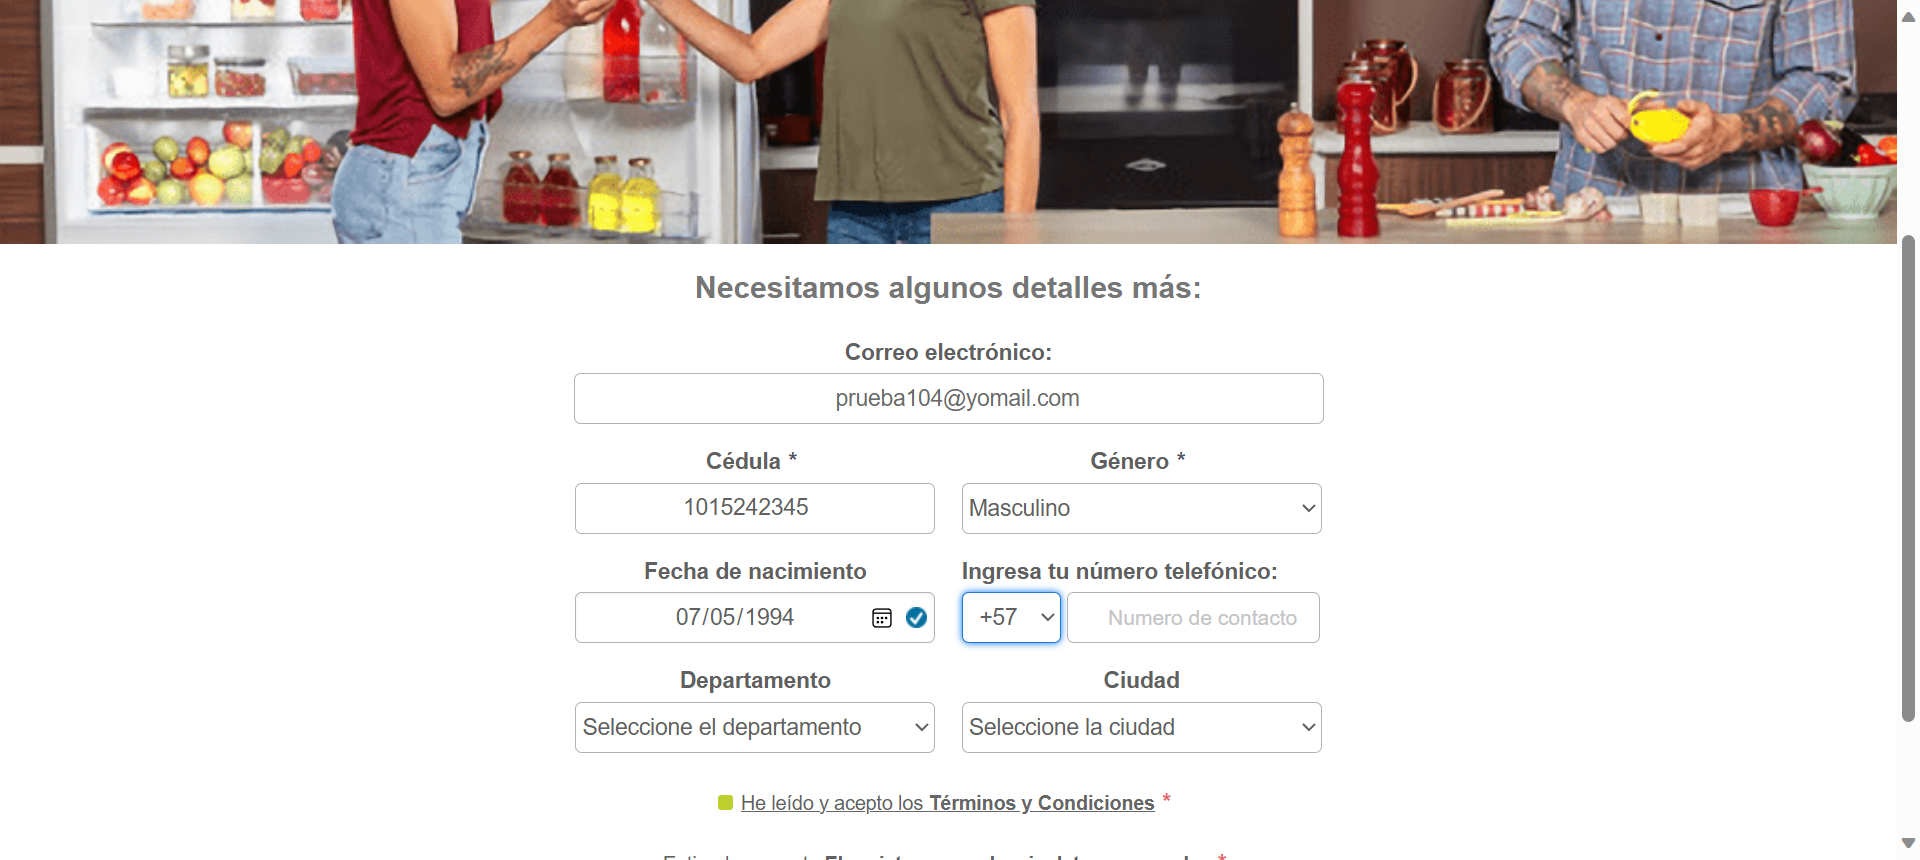 Necesitamos algunos detalles más:
Correo electrónico:
prueba104@yomail.com
Cédula * Género *
1015242345 Masculino
Fecha de nacimiento Ingresa tu número telefónico:
07/05/1994 +57 Numero de contacto
Departamento Ciudad
Seleccione el departamento Seleccione la ciudad
He leído y acepto los Términos y Condiciones *